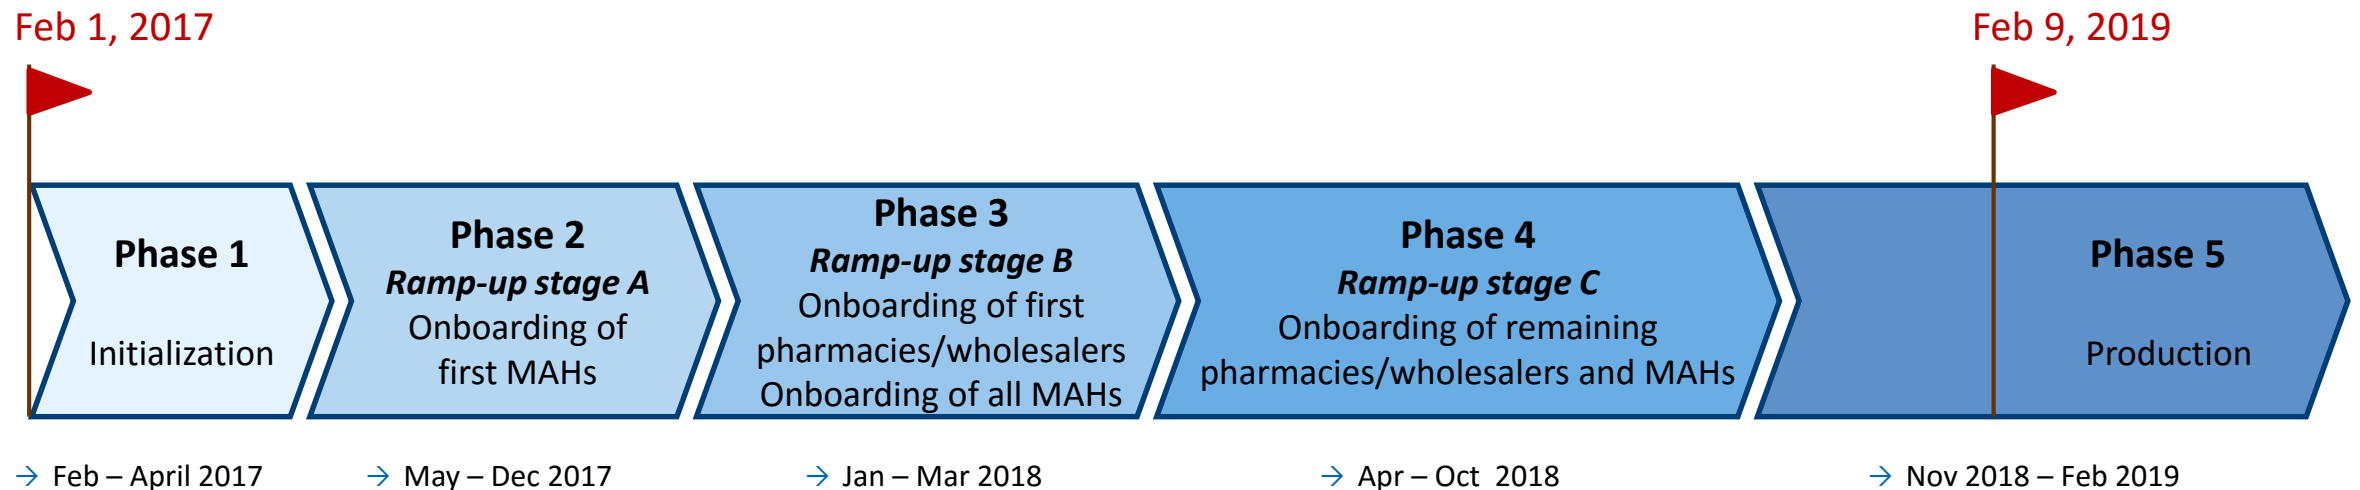 Feb 1, 2017
Feb 9, 2019
Phase 1
Initialization
Phase 2
Ramp-up stage A
Onboarding of
first MAHs
Phase 3
Ramp-up stage B
Onboarding of first
pharmacies/wholesalers
Onboarding of all MAHs
Phase 4
Ramp-up stage C
Onboarding of remaining
pharmacies/wholesalers and MAHs
Phase 5
Production
→ Feb – April 2017
→ May – Dec 2017
→ Jan – Mar 2018
→ Apr – Oct 2018
→ Nov 2018 – Feb 2019